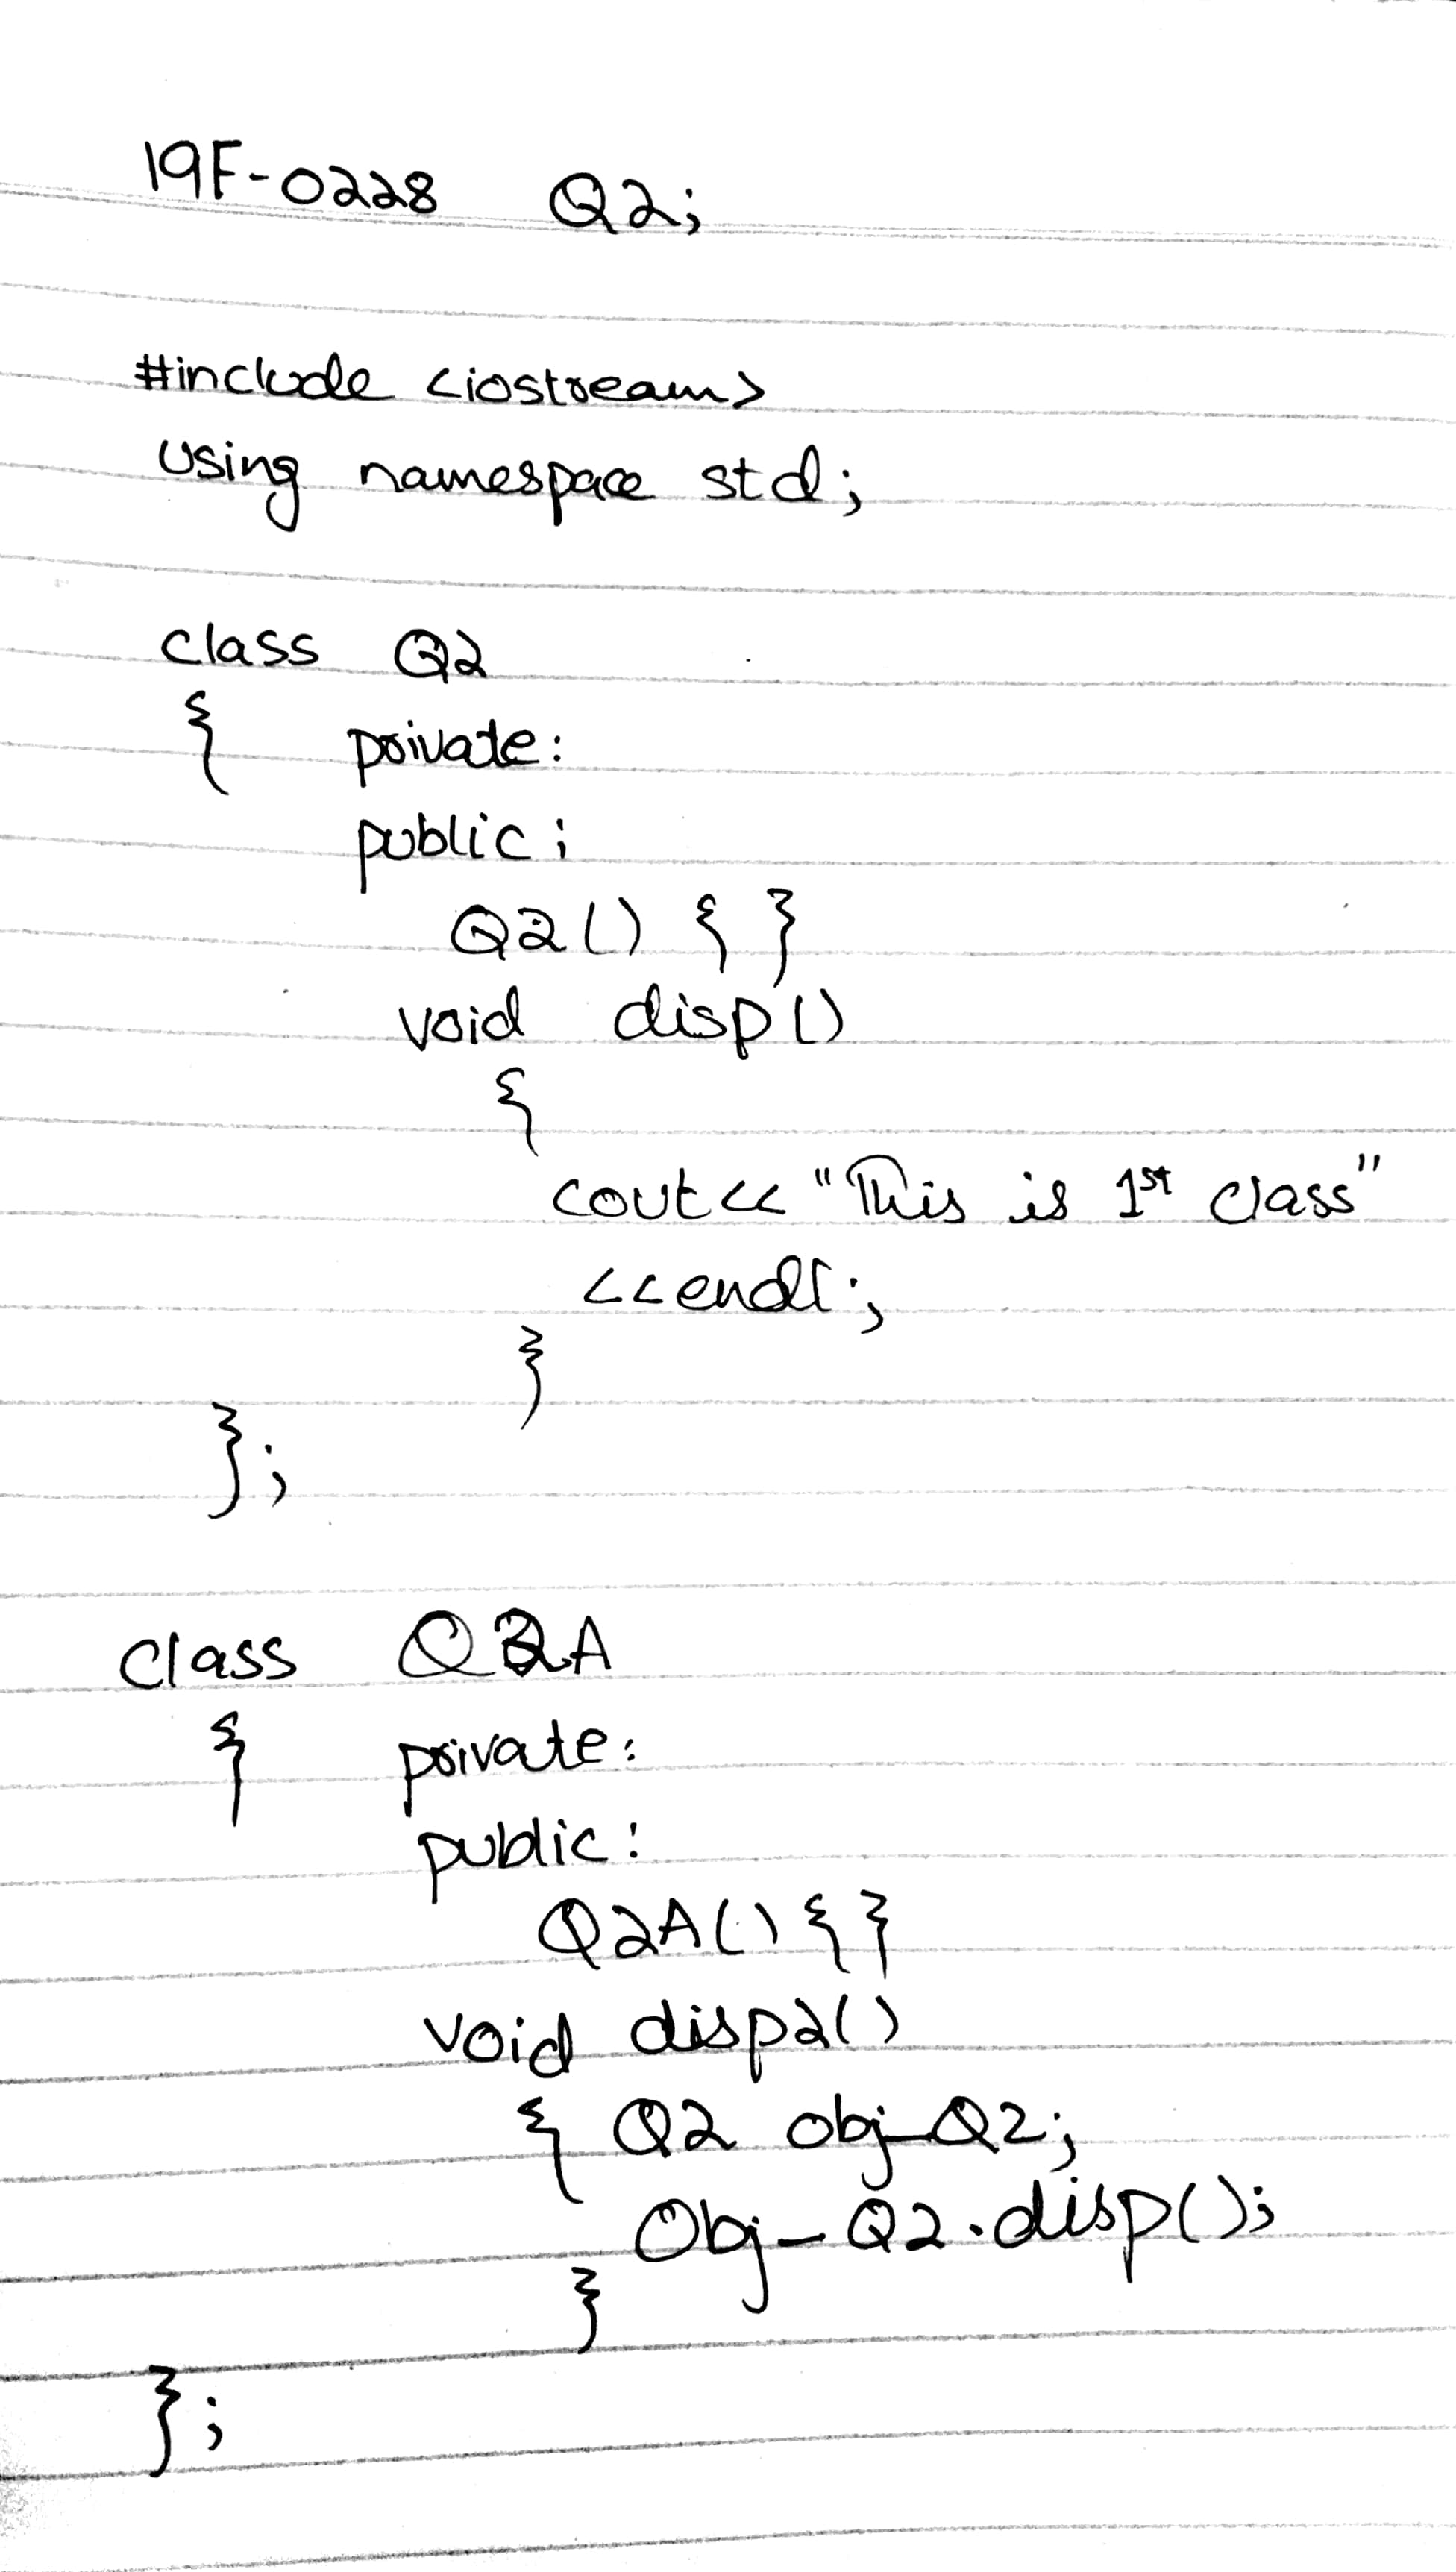 19F-0228 Q2;
#include <iostream>
using namespace std;
class Q2
{ private:
public:
Q2() { }
void disp()
{
cout<< "This is 1st class"
<<endl;
}
};
class Q2A
{ private:
public:
Q2A() { }
void disp2()
{ Q2 obj_Q2;
Obj_Q2.disp();
}
};